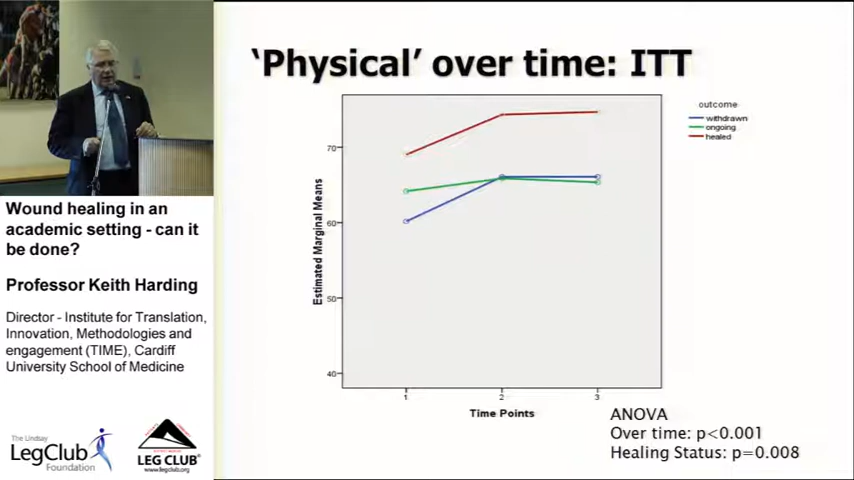 'Physical' over time: ITT
outcome
withdrawn
ongoing
healed
70
60
50
40
Estimated Marginal Means
1 2 3
Time Points
ANOVA
Over time: p<0.001
Healing Status: p=0.008
Wound healing in an
academic setting - can it
be done?
Professor Keith Harding
Director - Institute for Translation,
Innovation, Methodologies and
engagement (TIME), Cardiff
University School of Medicine
The Lindsay
LegClub
Foundation
LEG CLUB®
www.legclub.org